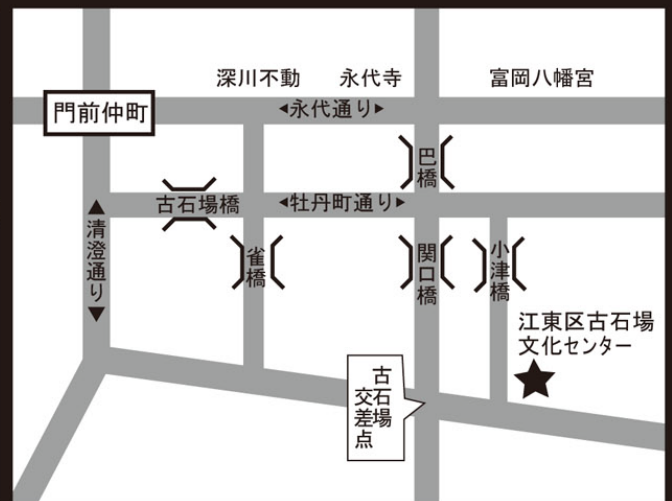 深川不動
永代寺
富岡八幡宮
門前仲町
◀永代通り▶
巴橋
古石場橋
◀牡丹町通り▶
▲清澄通り▼
雀橋
関口橋
小津橋
江東区古石場
文化センター
古石場
交差点